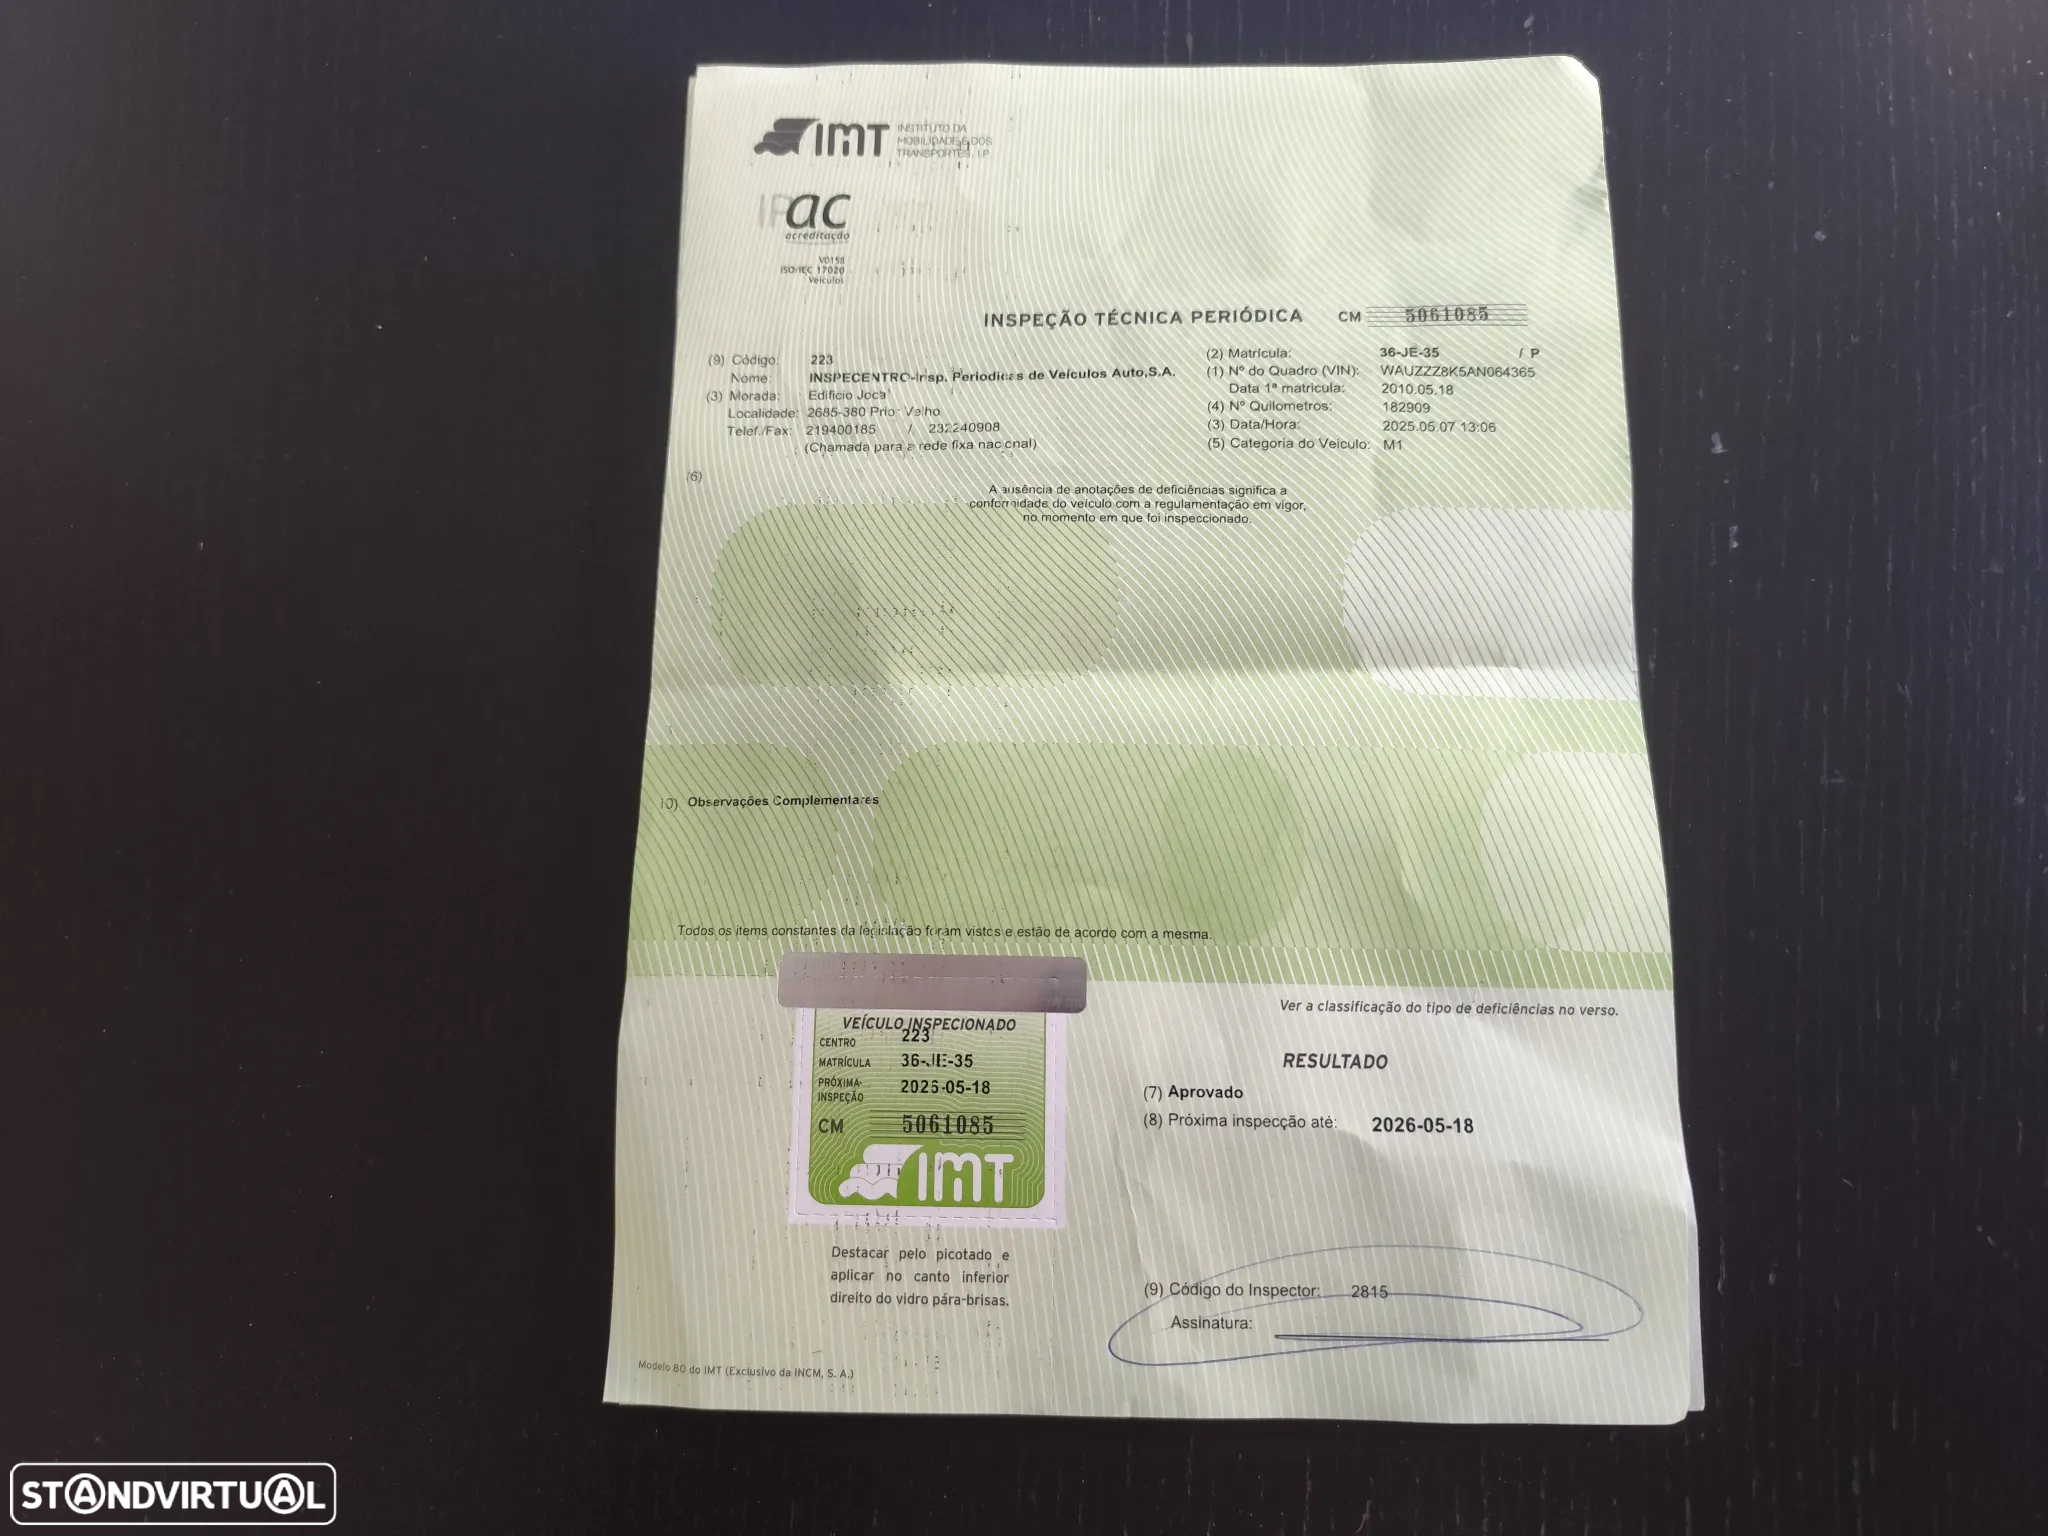 IMT INSTITUTO DA
MOBILIDADE E DOS
TRANSPORTES, I.P.
IPac
acreditação
V0158
ISO/IEC 17020
Veículos
INSPEÇÃO TÉCNICA PERIÓDICA CM 5061085
(9) Código: 223
Nome: INSPECENTRO-Insp. Periodicas de Veículos Auto,S.A.
(3) Morada: Edificio Joca
Localidade: 2685-380 Prior Velho
Telef./Fax: 219400185 / 232240908
(Chamada para a rede fixa nacional)
(2) Matrícula: 36-JE-35 / P
(1) Nº do Quadro (VIN): WAUZZZ8K5AN064365
Data 1ª matricula: 2010.05.18
(4) Nº Quilometros: 182909
(3) Data/Hora: 2025.05.07 13:06
(5) Categoria do Veiculo: M1
(6)
A ausência de anotações de deficiências significa a
conformidade do veículo com a regulamentação em vigor,
no momento em que foi inspeccionado.
10) Observações Complementares
Todos os items constantes da legislação foram vistos e estão de acordo com a mesma.
VEÍCULO INSPECIONADO
CENTRO 223
MATRÍCULA 36-JE-35
PRÓXIMA
INSPEÇÃO 2026-05-18
CM 5061085
IMT
Destacar pelo picotado e
aplicar no canto inferior
direito do vidro pára-brisas.
Ver a classificação do tipo de deficiências no verso.
RESULTADO
(7) Aprovado
(8) Próxima inspecção até: 2026-05-18
(9) Código do Inspector: 2815
Assinatura:
Modelo 80 do IMT (Exclusivo da INCM, S. A.)
STANDVIRTUAL